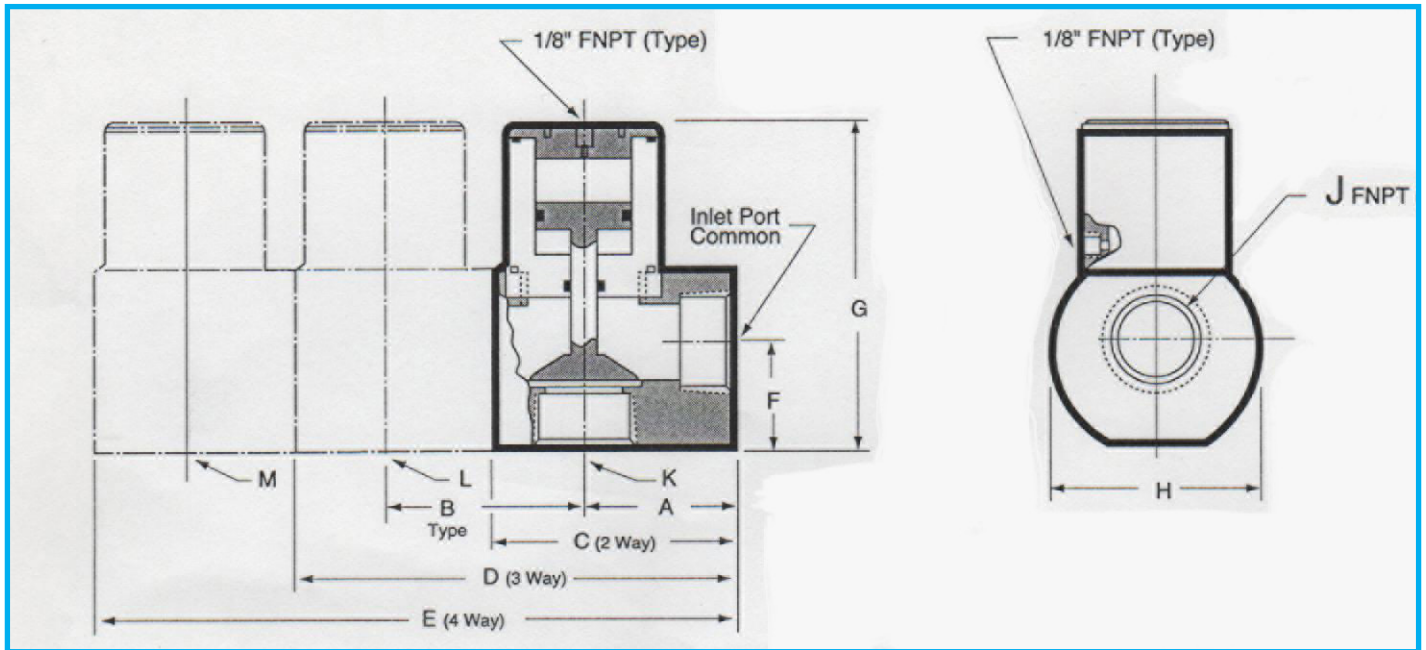 1/8" FNPT (Type)
1/8" FNPT (Type)
Inlet Port
Common
J FNPT
G
F
M
L
K
B
A
Type
H
C (2 Way)
D (3 Way)
E (4 Way)